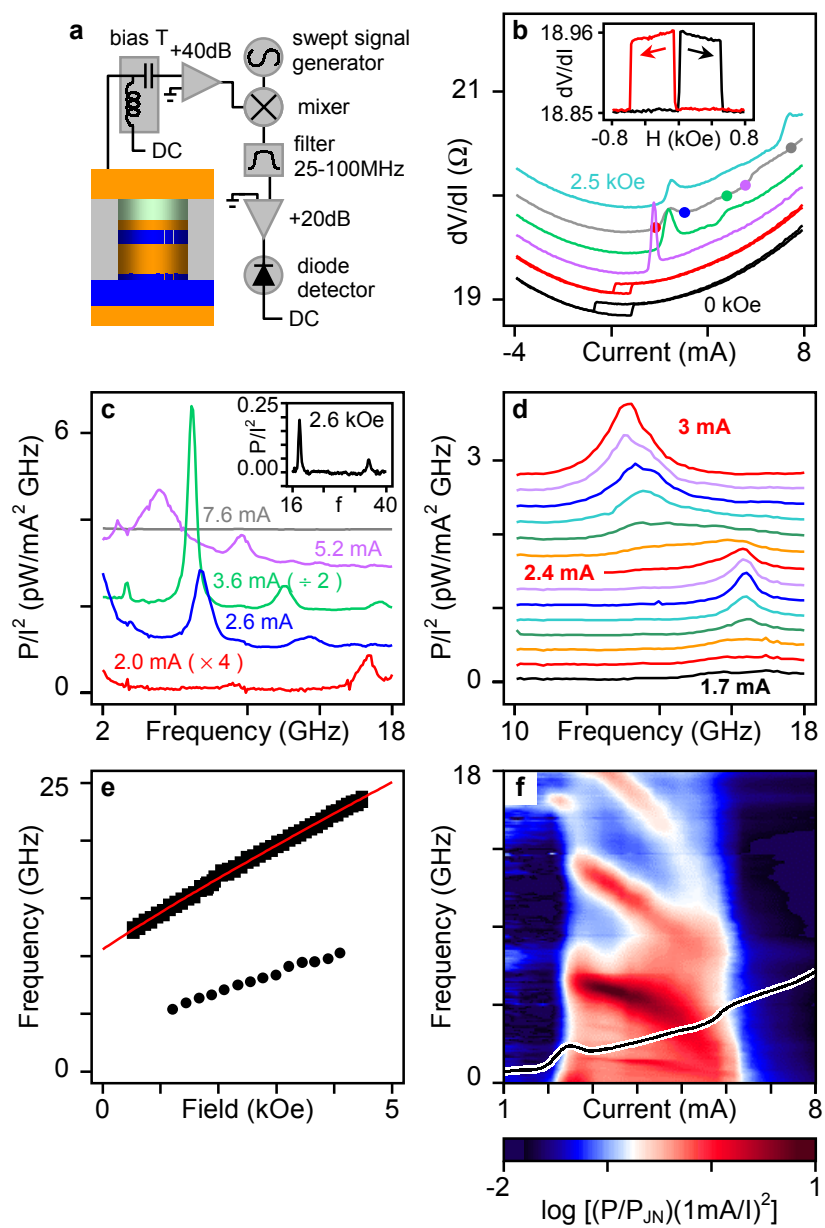 a
bias T
+40dB
swept signal
generator
mixer
filter
25-100MHz
DC
+20dB
diode
detector
DC
b
18.96
dV/dI
18.85
-0.8 H (kOe) 0.8
21
dV/dI (Ω)
19
2.5 kOe
0 kOe
-4 Current (mA) 8
c
6
P/I² (pW/mA² GHz)
0
0.25
P/I²
0.00
2.6 kOe
16 f 40
7.6 mA
5.2 mA
3.6 mA (÷ 2)
2.6 mA
2.0 mA (× 4)
2 Frequency (GHz) 18
d
3
P/I² (pW/mA² GHz)
0
3 mA
2.4 mA
1.7 mA
10 Frequency (GHz) 18
e
25
Frequency (GHz)
0
0 Field (kOe) 5
f
18
Frequency (GHz)
0
1 Current (mA) 8
-2 1
log [(P/P_JN)(1mA/I)²]